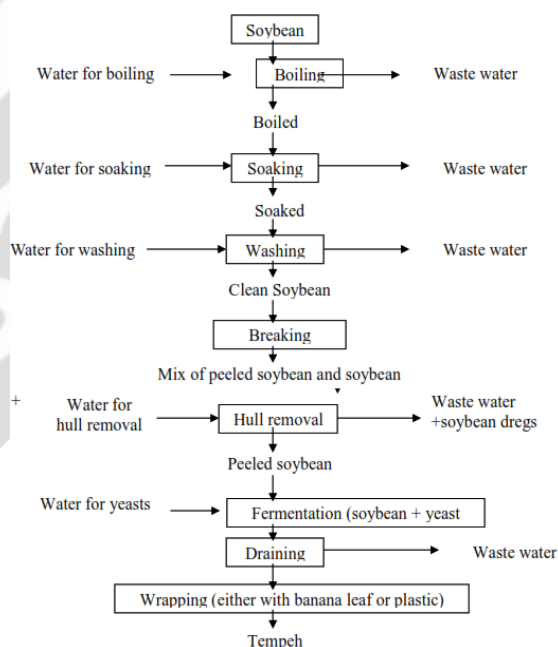 Soybean
Water for boiling
Boiling
Waste water
Boiled
Water for soaking
Soaking
Waste water
Soaked
Water for washing
Washing
Waste water
Clean Soybean
Breaking
Mix of peeled soybean and soybean
+
Water for
hull removal
Hull removal
Waste water
+soybean dregs
Peeled soybean
Water for yeasts
Fermentation (soybean + yeast
Draining
Waste water
Wrapping (either with banana leaf or plastic)
Tempeh